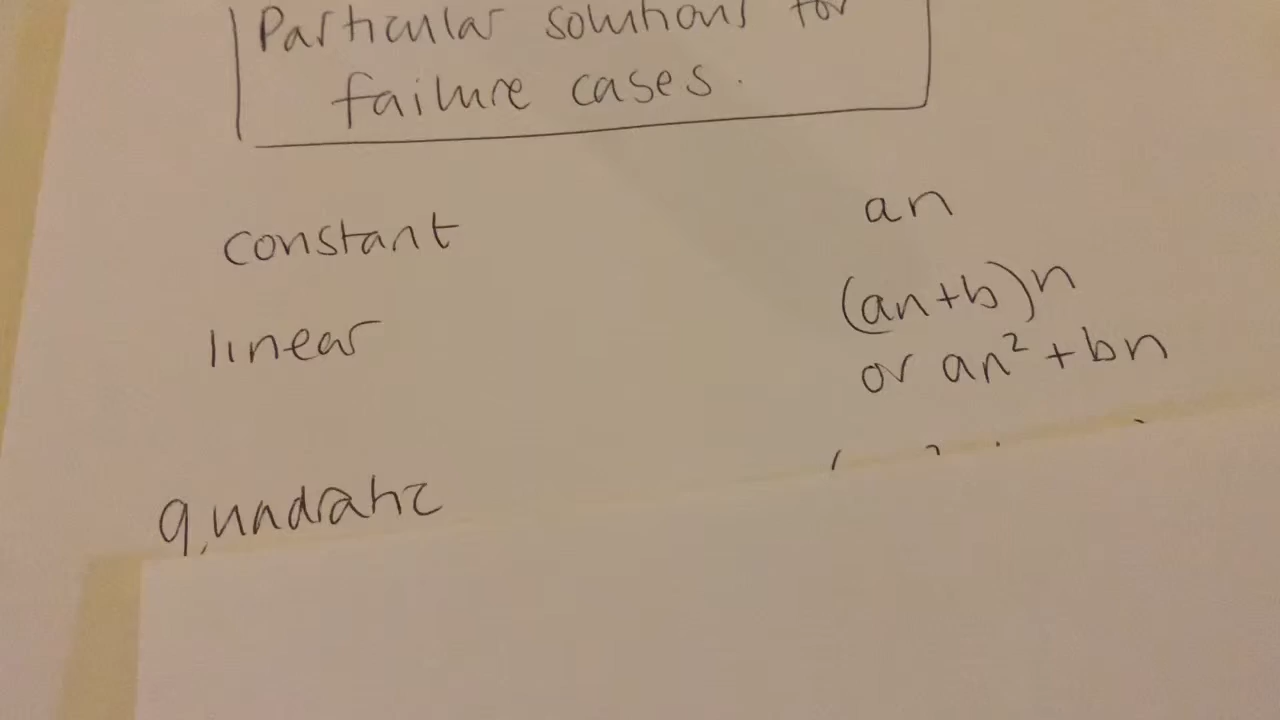 Particular solutions for
failure cases.
constant an
linear (an+b)n
or an² + bn
quadratic